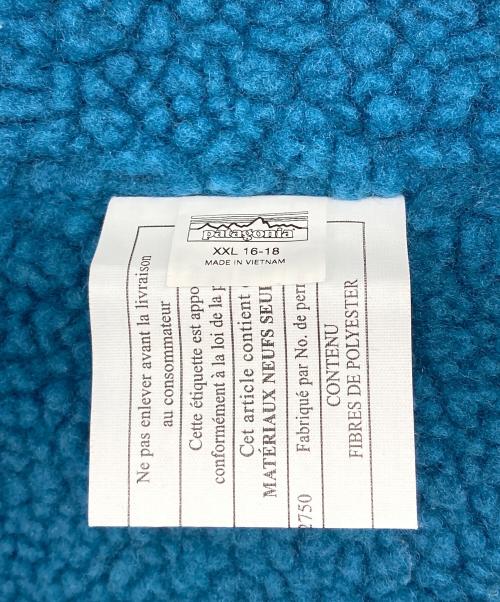 patagonia
XXL 16-18
MADE IN VIETNAM
Ne pas enlever avant la livraison
au consommateur
Cette étiquette est appo
conformément à la loi de la
Cet article contient
MATÉRIAUX NEUFS SEU
Fabriqué par No. de per
2750
CONTENU
FIBRES DE POLYESTER